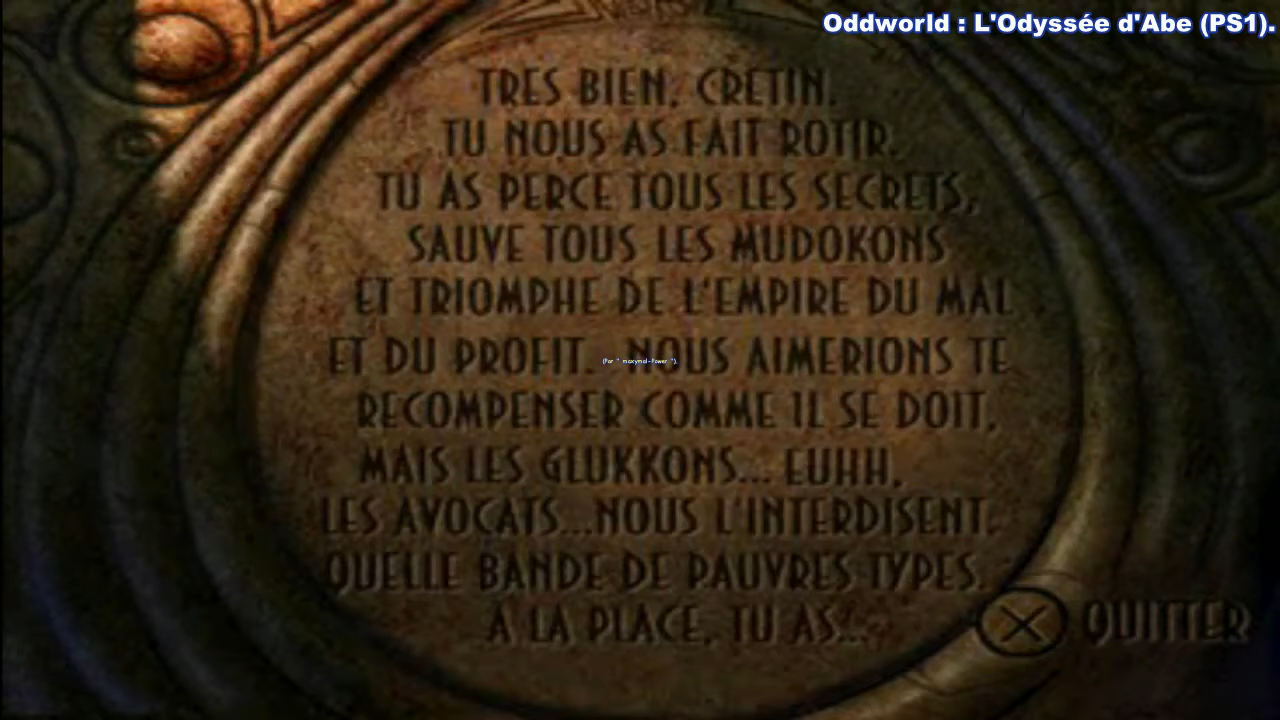 Oddworld : L'Odyssée d'Abe (PS1).
TRES BIEN, CRETIN.
TU NOUS AS FAIT ROTIR.
TU AS PERCE TOUS LES SECRETS,
SAUVE TOUS LES MUDOKONS
ET TRIOMPHE DE L'EMPIRE DU MAL
ET DU PROFIT. NOUS AIMERIONS TE
(Par " maxymal-Power. ").
RECOMPENSER COMME IL SE DOIT,
MAIS LES GLUKKONS... EUHH,
LES AVOCATS...NOUS L'INTERDISENT.
QUELLE BANDE DE PAUVRES TYPES.
A LA PLACE, TU AS...
QUITTER